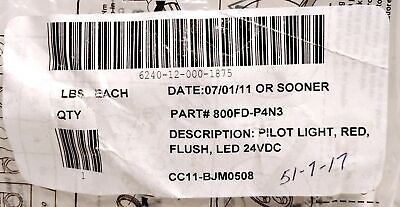 6240-12-000-1875
LBS EACH DATE:07/01/11 OR SOONER
QTY PART# 800FD-P4N3
DESCRIPTION: PILOT LIGHT, RED,
FLUSH, LED 24VDC
1 CC11-BJM0508 51-7-17